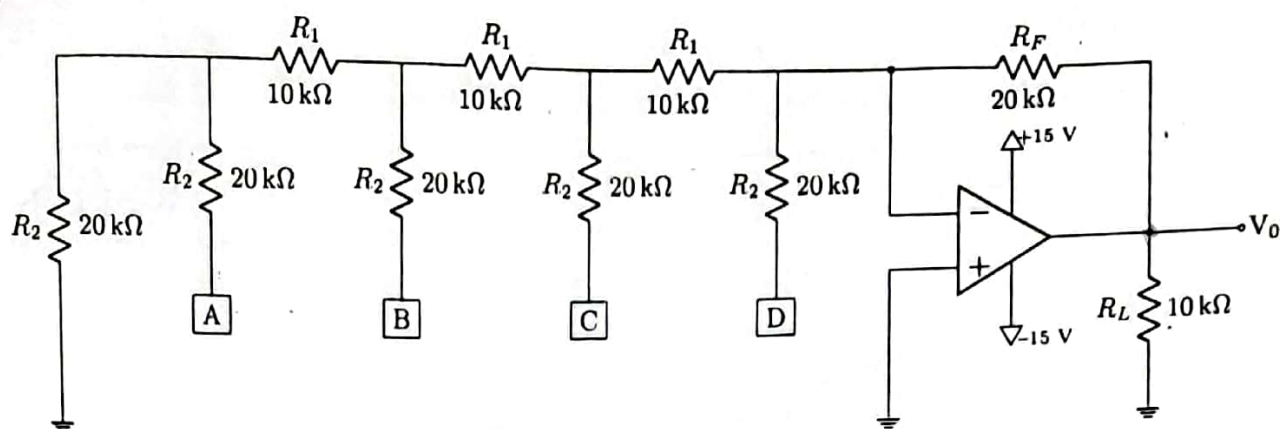 R1 R1 R1 RF
10 kΩ 10 kΩ 10 kΩ 20 kΩ
+15 V
R2 20 kΩ R2 20 kΩ R2 20 kΩ R2 20 kΩ
R2 20 kΩ
− V0
+
A B C D RL 10 kΩ
-15 V